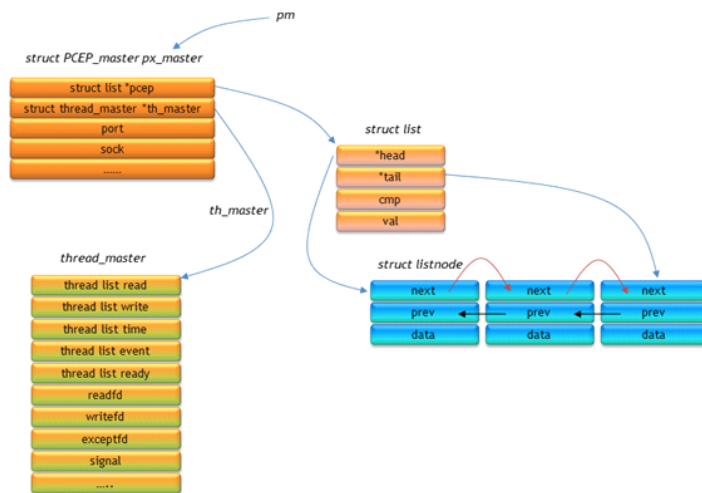 pm
struct PCEP_master px_master
struct list *pcep
struct thread_master *th_master
port
sock
......
struct list
*head
*tail
cmp
val
th_master
thread_master
thread list read
thread list write
thread list time
thread list event
thread list ready
readfd
writefd
exceptfd
signal
.....
struct listnode
next next next
prev prev prev
data data data